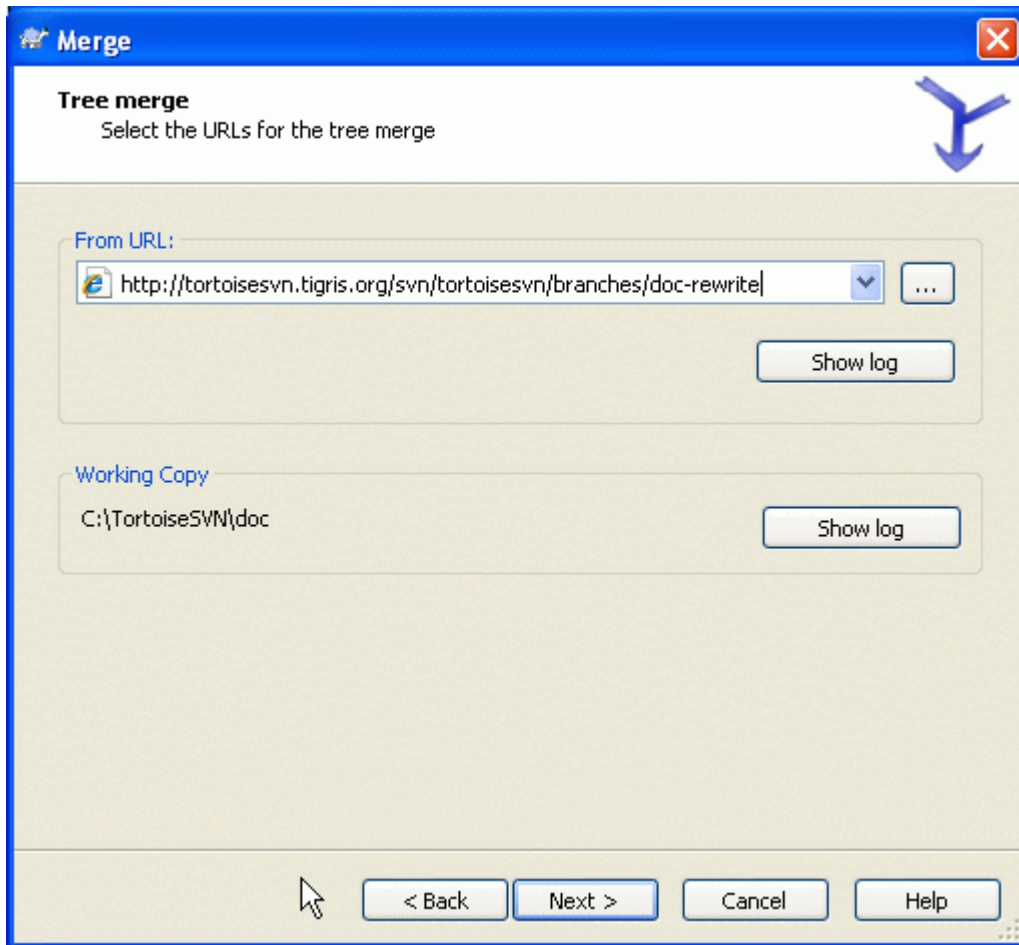 Merge
Tree merge
Select the URLs for the tree merge
From URL:
http://tortoisesvn.tigris.org/svn/tortoisesvn/branches/doc-rewrite
...
Show log
Working Copy
C:\TortoiseSVN\doc
Show log
< Back Next > Cancel Help